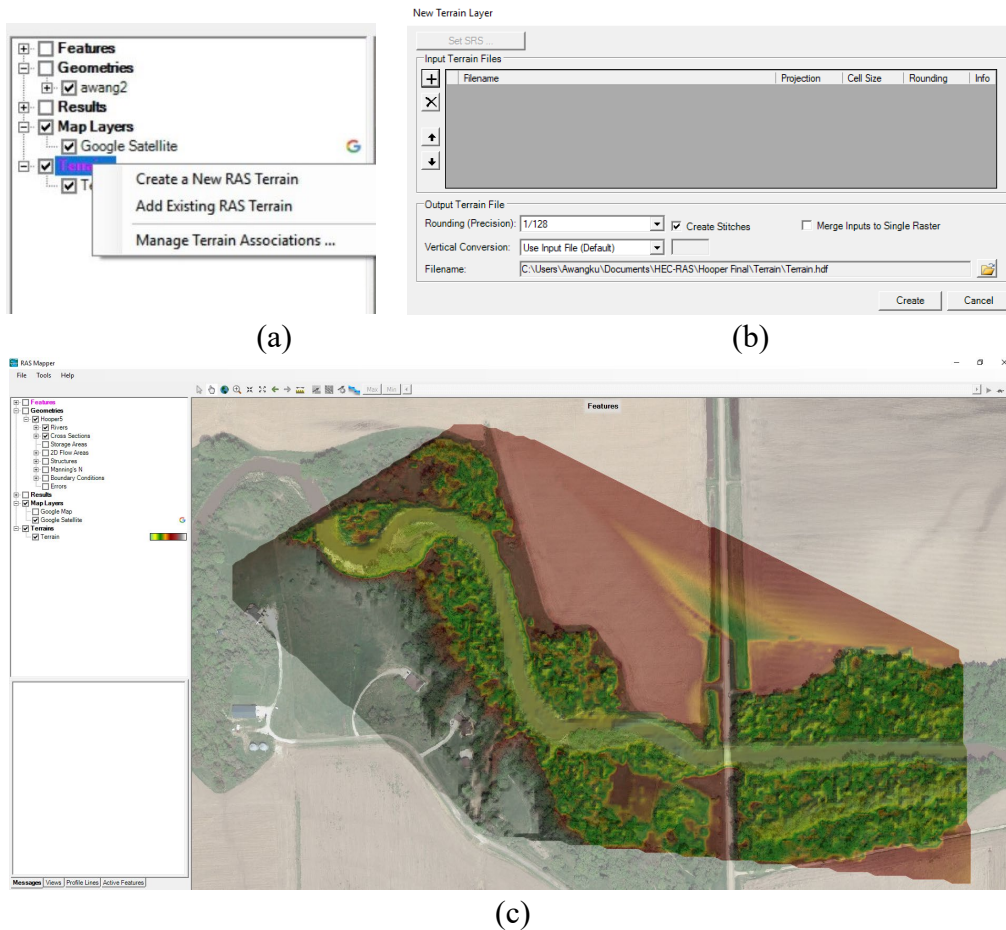 Features
Geometries
awang2
Results
Map Layers
Google Satellite
Terrains
Create a New RAS Terrain
Add Existing RAS Terrain
Manage Terrain Associations ...
(a)
New Terrain Layer
Set SRS ...
Input Terrain Files
Filename Projection Cell Size Rounding Info
Output Terrain File
Rounding (Precision): 1/128 Create Stitches Merge Inputs to Single Raster
Vertical Conversion: Use Input File (Default)
Filename: C:\Users\Awangku\Documents\HEC-RAS\Hooper Final\Terrain\Terrain.hdf
Create Cancel
(b)
RAS Mapper
File Tools Help
Max Min
Features
Geometries
Hooper5
Rivers
Cross Sections
Storage Areas
2D Flow Areas
Structures
Manning's N
Boundary Conditions
Errors
Results
Map Layers
Google Map
Google Satellite
Terrains
Terrain
Features
Messages Views Profile Lines Active Features
(c)